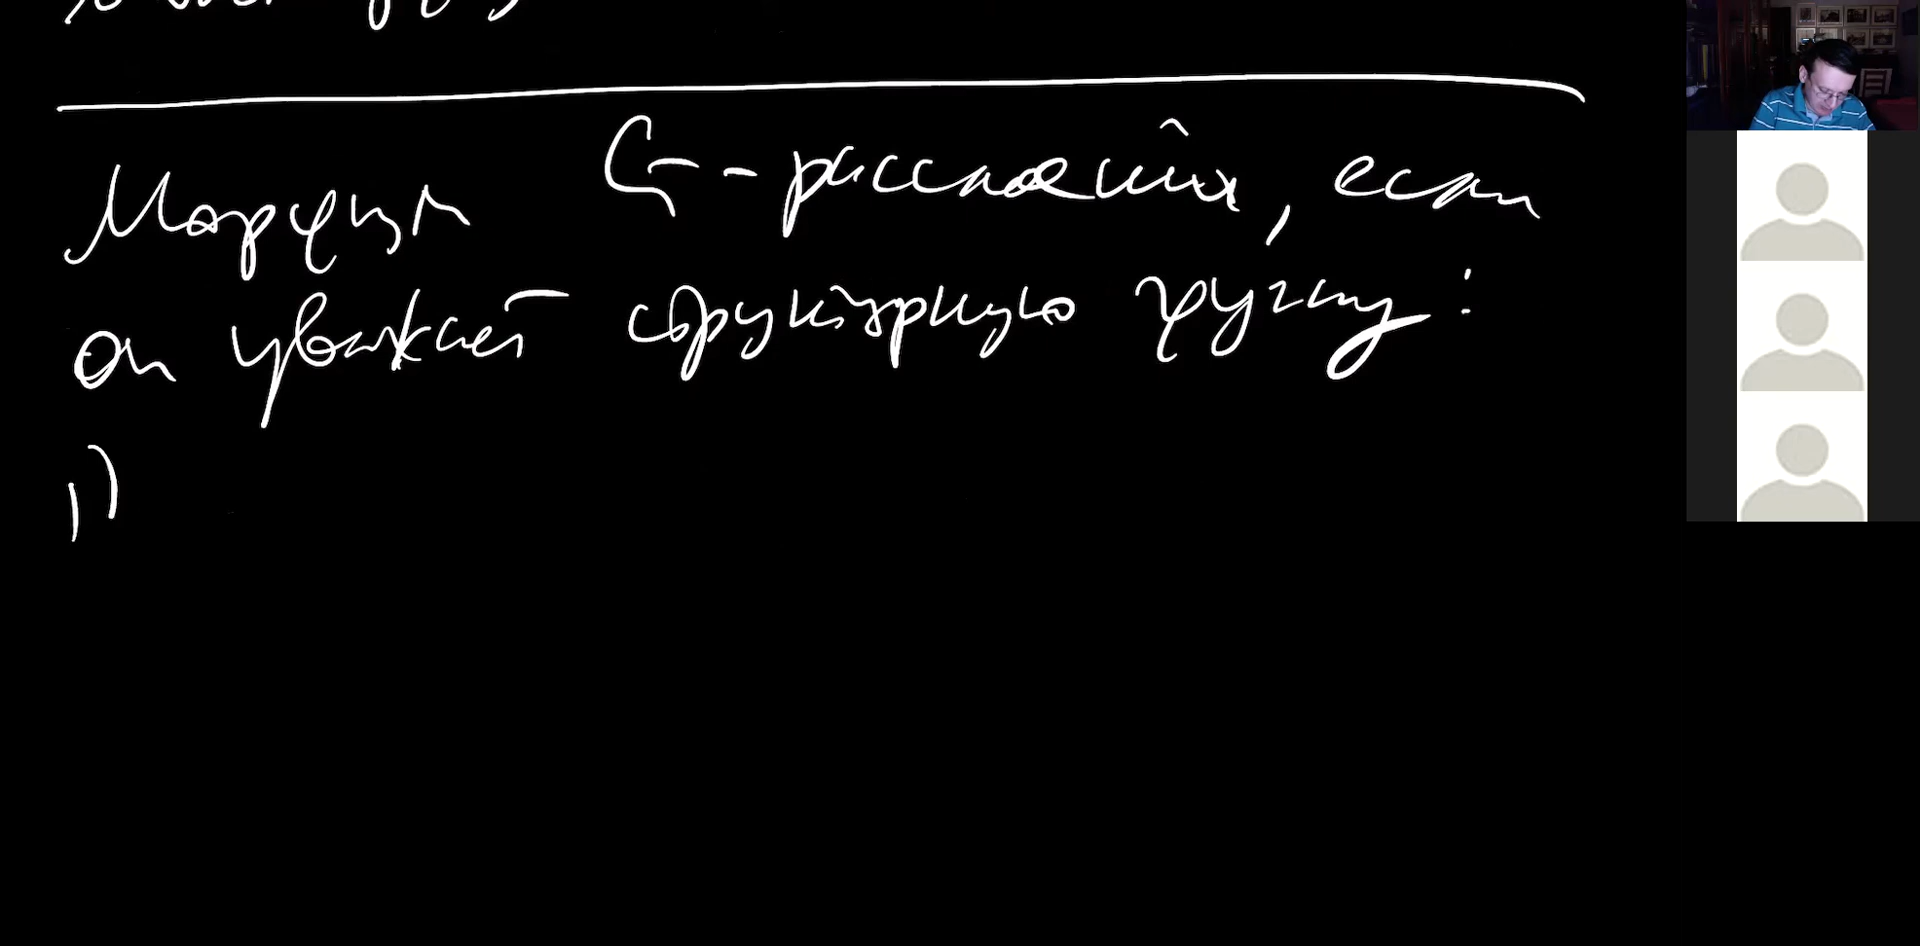 Морфизм G-расслоений, если
он уважает структурную группу:
1)